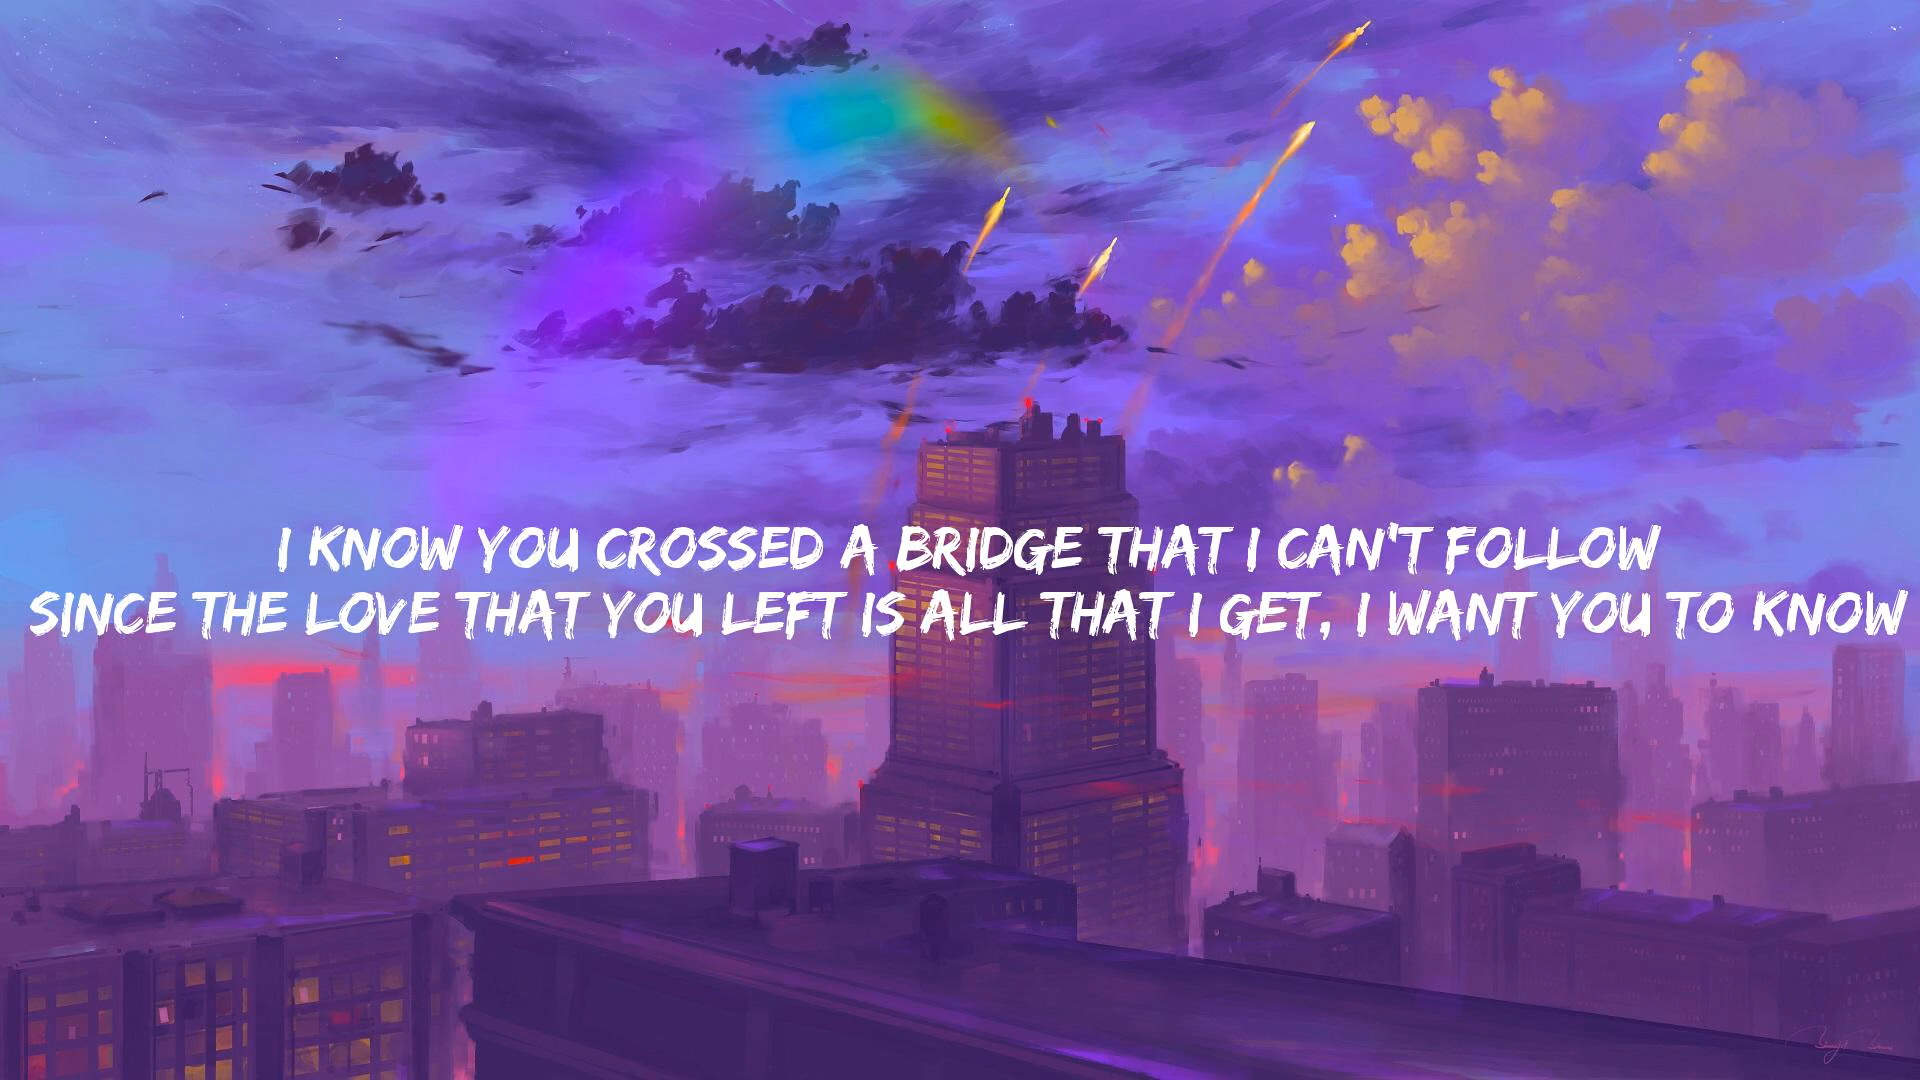 I KNOW YOU CROSSED A BRIDGE THAT I CAN'T FOLLOW
SINCE THE LOVE THAT YOU LEFT IS ALL THAT I GET, I WANT YOU TO KNOW